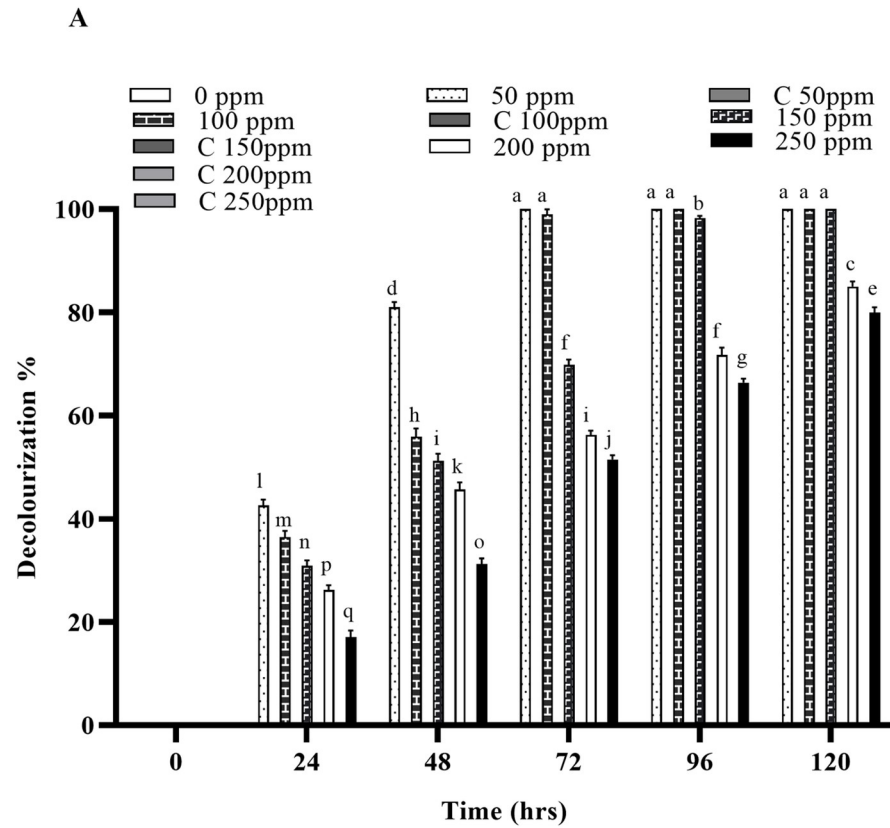 A
0 ppm 50 ppm C 50ppm
100 ppm C 100ppm 150 ppm
C 150ppm 200 ppm 250 ppm
C 200ppm
C 250ppm
100
80
60
40
20
0
Decolourization %
l m n p q
d h i k o
a a f i j
a a b f g
a a a c e
0 24 48 72 96 120
Time (hrs)